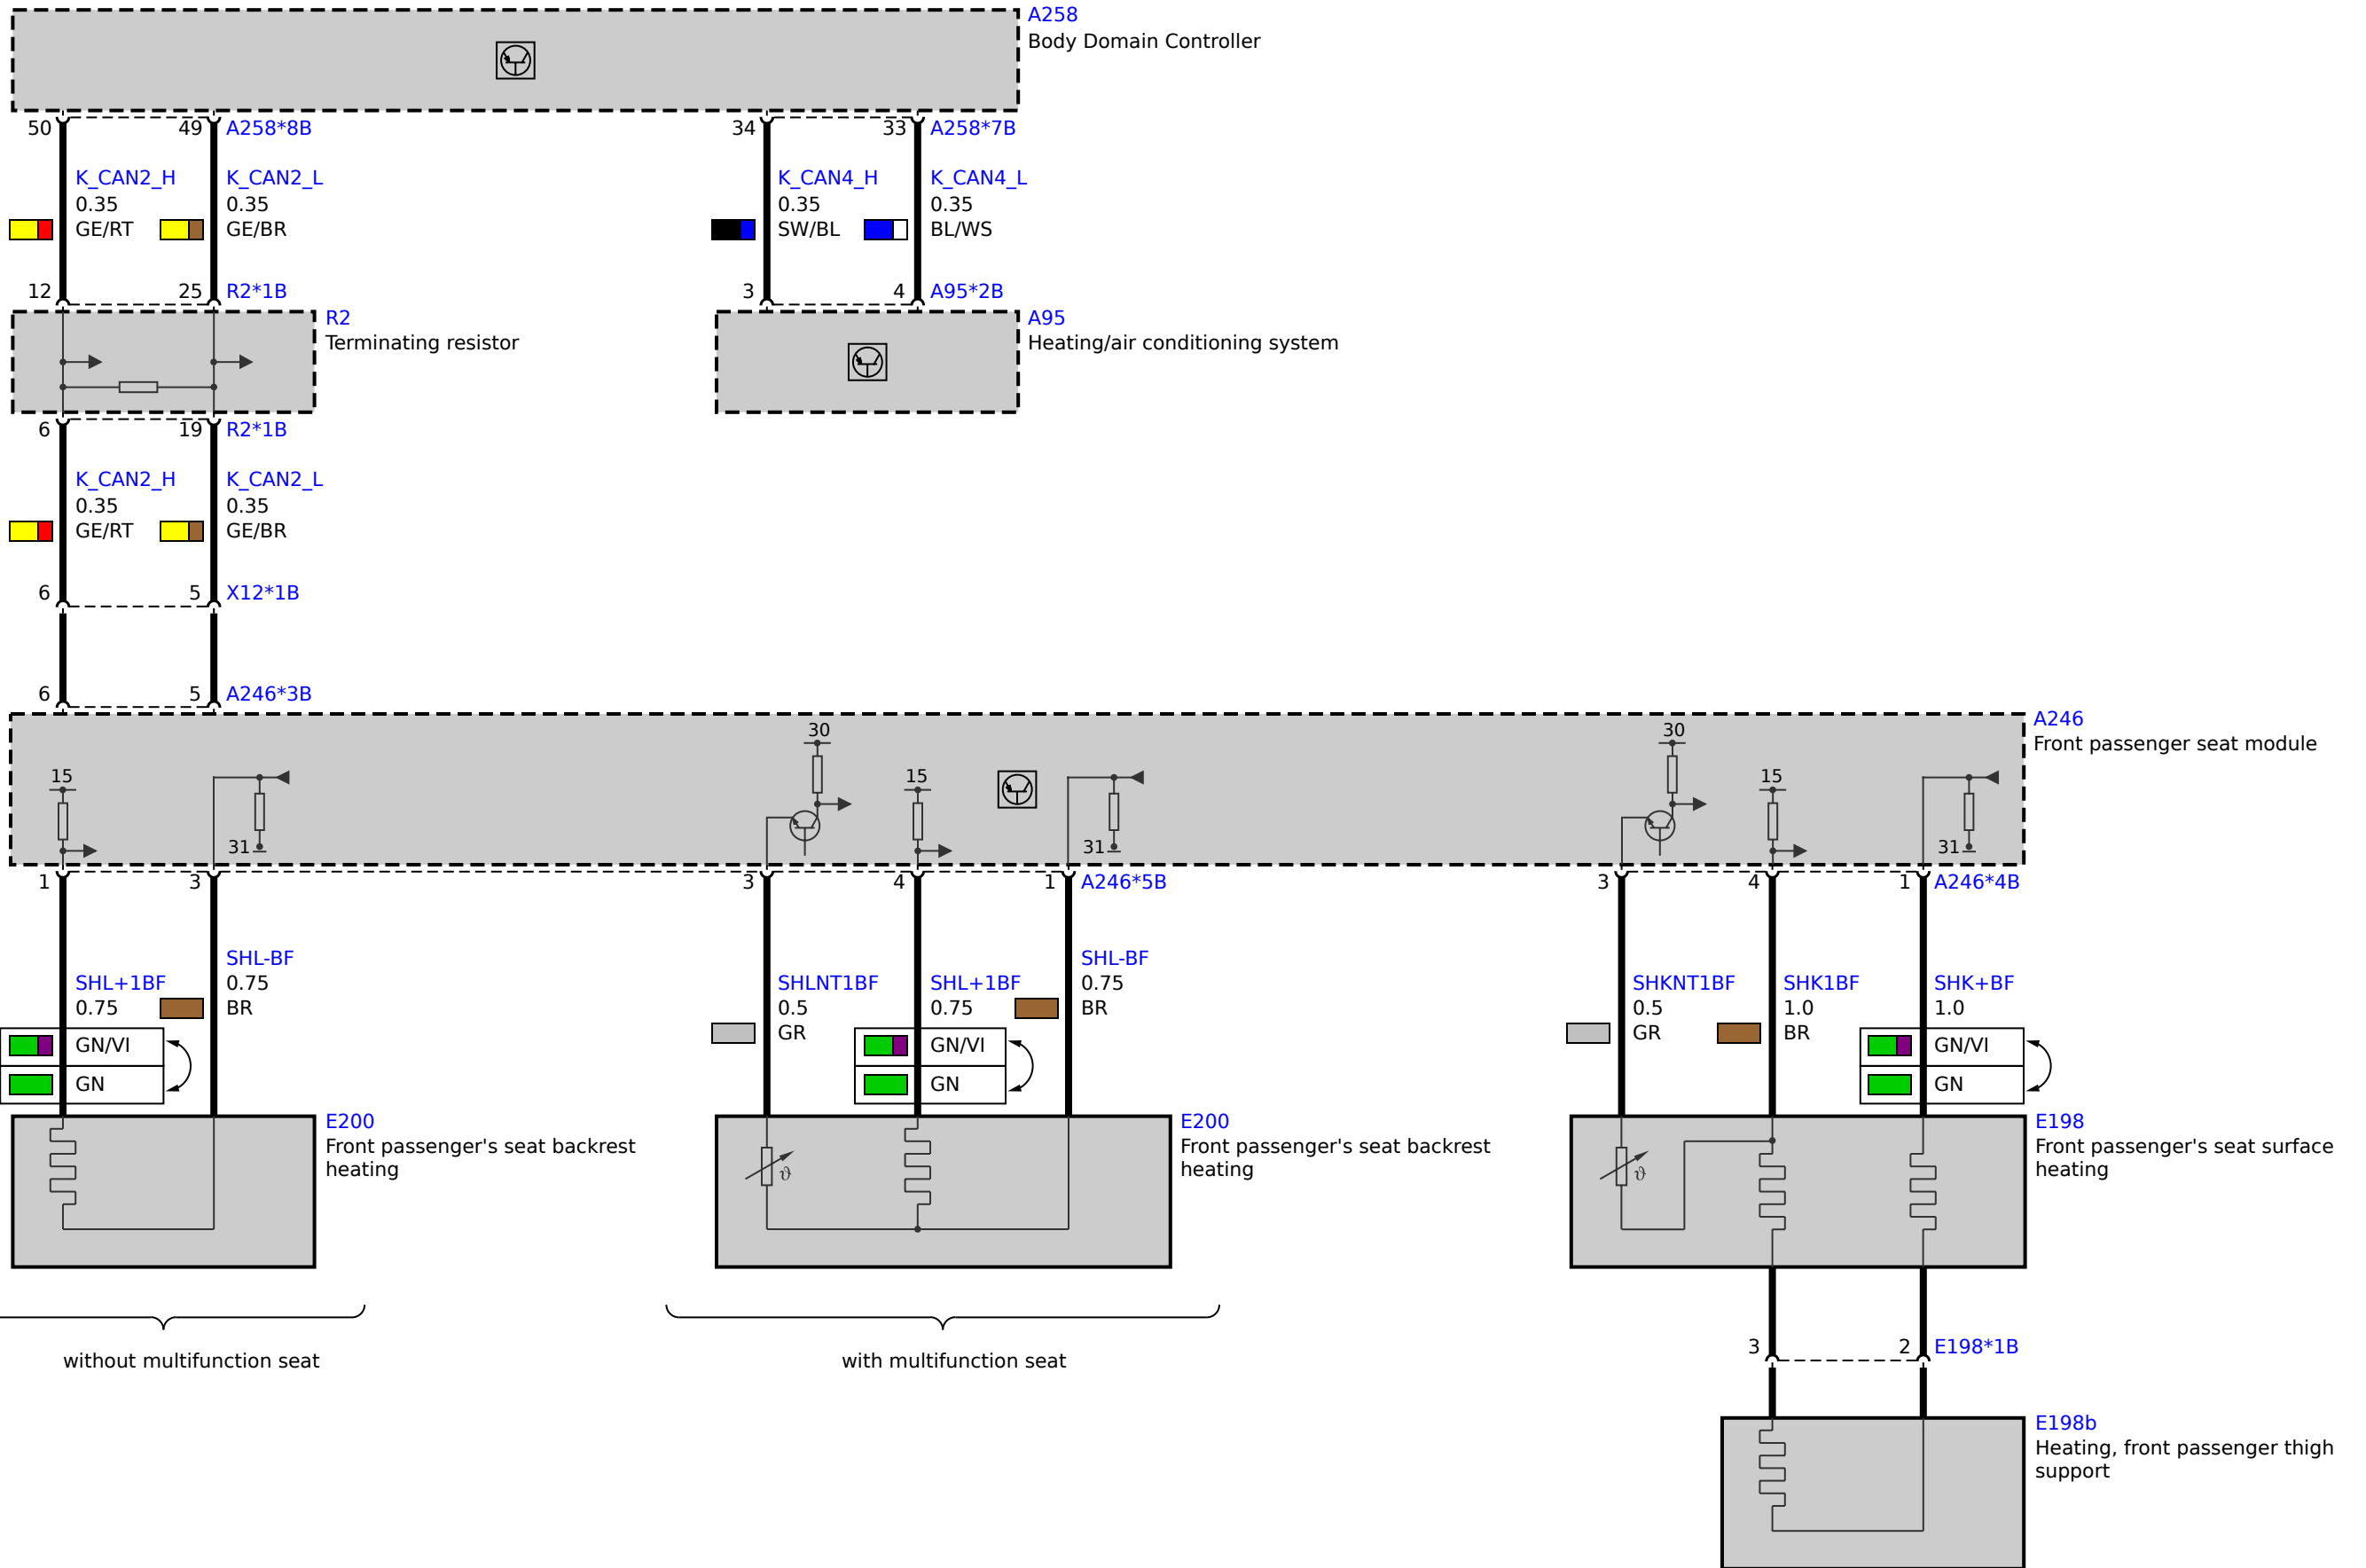 A258
Body Domain Controller
50 49 A258*8B 34 33 A258*7B
K_CAN2_H K_CAN2_L K_CAN4_H K_CAN4_L
0.35 0.35 0.35 0.35
GE/RT GE/BR SW/BL BL/WS
12 25 R2*1B 3 4 A95*2B
R2 A95
Terminating resistor Heating/air conditioning system
6 19 R2*1B
K_CAN2_H K_CAN2_L
0.35 0.35
GE/RT GE/BR
6 5 X12*1B
6 5 A246*3B
A246
30 30
Front passenger seat module
15 15 15
31 31 31
1 3 3 4 1 A246*5B 3 4 1 A246*4B
SHL-BF SHL-BF
SHL+1BF 0.75 SHLNT1BF SHL+1BF 0.75 SHKNT1BF SHK1BF SHK+BF
0.75 BR 0.5 0.75 BR 0.5 1.0 1.0
GR GR BR
GN/VI GN/VI GN/VI
GN GN GN
E200 E200 E198
Front passenger's seat backrest Front passenger's seat backrest Front passenger's seat surface
heating heating heating
ϑ ϑ
3 2 E198*1B
without multifunction seat with multifunction seat
E198b
Heating, front passenger thigh
support